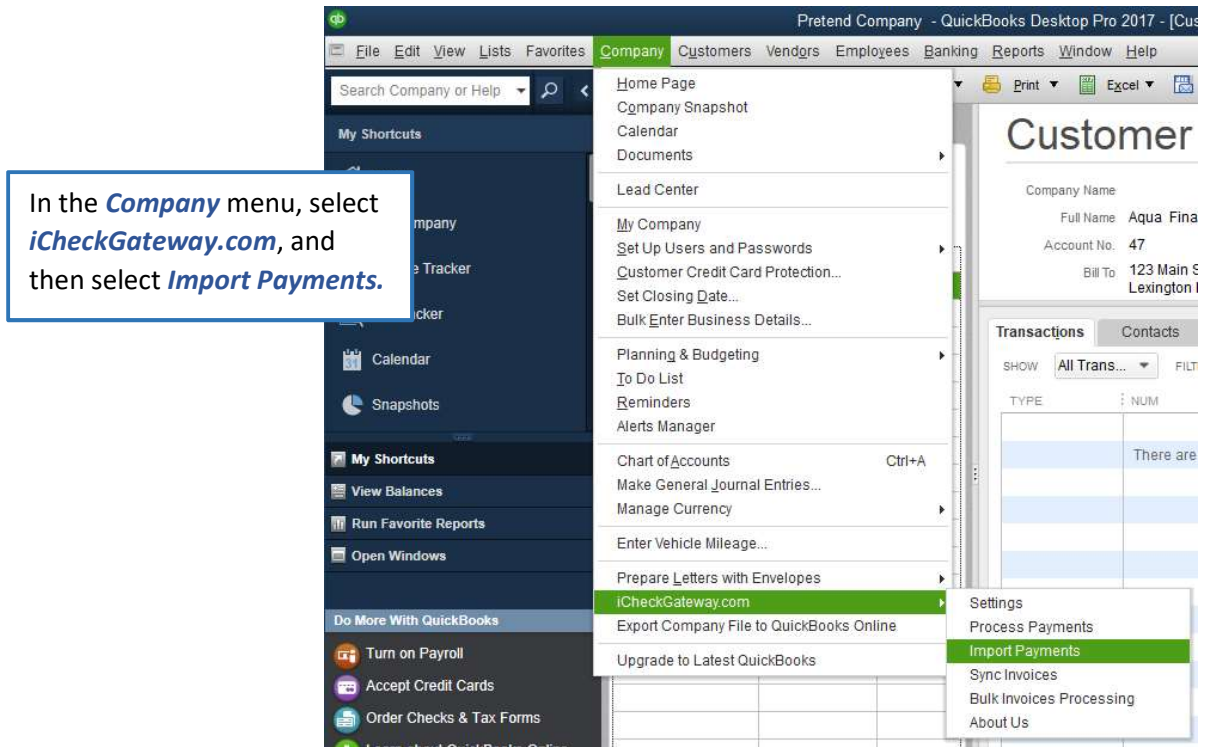 Pretend Company - QuickBooks Desktop Pro 2017 - [Cus
File Edit View Lists Favorites Company Customers Vendors Employees Banking Reports Window Help
Search Company or Help
Print Excel
My Shortcuts
In the Company menu, select
iCheckGateway.com, and
then select Import Payments.
mpany
Tracker
cker
Calendar
Snapshots
My Shortcuts
View Balances
Run Favorite Reports
Open Windows
Do More With QuickBooks
Turn on Payroll
Accept Credit Cards
Order Checks & Tax Forms
Learn about QuickBooks Online
Home Page
Company Snapshot
Calendar
Documents
Lead Center
My Company
Set Up Users and Passwords
Customer Credit Card Protection...
Set Closing Date...
Bulk Enter Business Details...
Planning & Budgeting
To Do List
Reminders
Alerts Manager
Chart of Accounts Ctrl+A
Make General Journal Entries...
Manage Currency
Enter Vehicle Mileage...
Prepare Letters with Envelopes
iCheckGateway.com
Export Company File to QuickBooks Online
Upgrade to Latest QuickBooks
Settings
Process Payments
Import Payments
Sync Invoices
Bulk Invoices Processing
About Us
Customer
Company Name
Full Name Aqua Fina
Account No. 47
Bill To 123 Main S
Lexington
Transactions Contacts
SHOW All Trans... FILT
TYPE NUM
There are